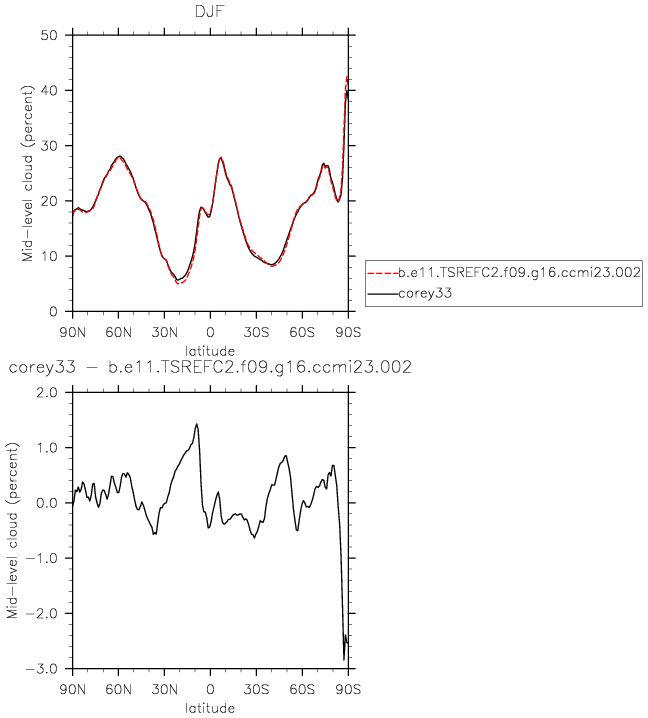 DJF
50
40
30
20
10
0
Mid-level cloud (percent)
90N 60N 30N 0 30S 60S 90S
latitude
b.e11.TSREFC2.f09.g16.ccmi23.002
corey33
corey33 - b.e11.TSREFC2.f09.g16.ccmi23.002
2.0
1.0
0.0
-1.0
-2.0
-3.0
Mid-level cloud (percent)
90N 60N 30N 0 30S 60S 90S
latitude